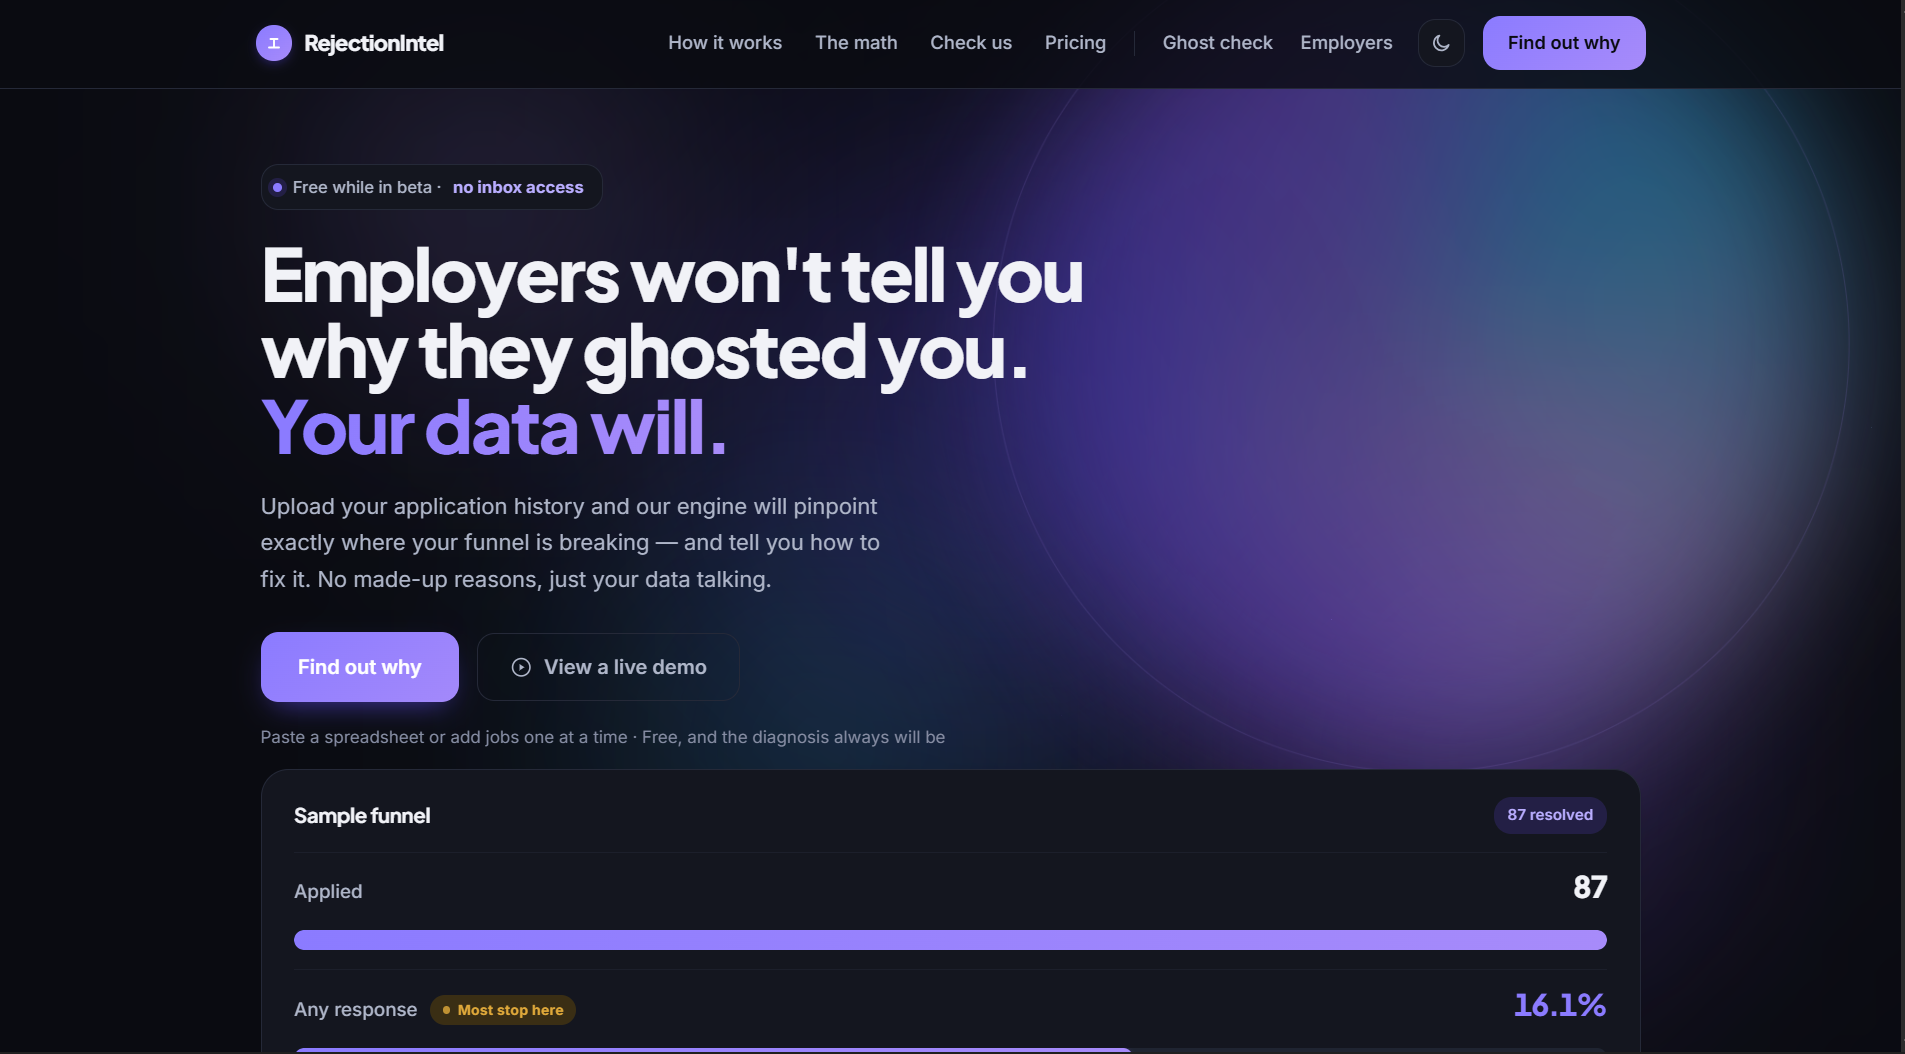 RejectionIntel
How it works
The math
Check us
Pricing
Ghost check
Employers
Find out why
Free while in beta · no inbox access
Employers won't tell you
why they ghosted you.
Your data will.
Upload your application history and our engine will pinpoint
exactly where your funnel is breaking — and tell you how to
fix it. No made-up reasons, just your data talking.
Find out why
View a live demo
Paste a spreadsheet or add jobs one at a time · Free, and the diagnosis always will be
Sample funnel
87 resolved
Applied
87
Any response
Most stop here
16.1%